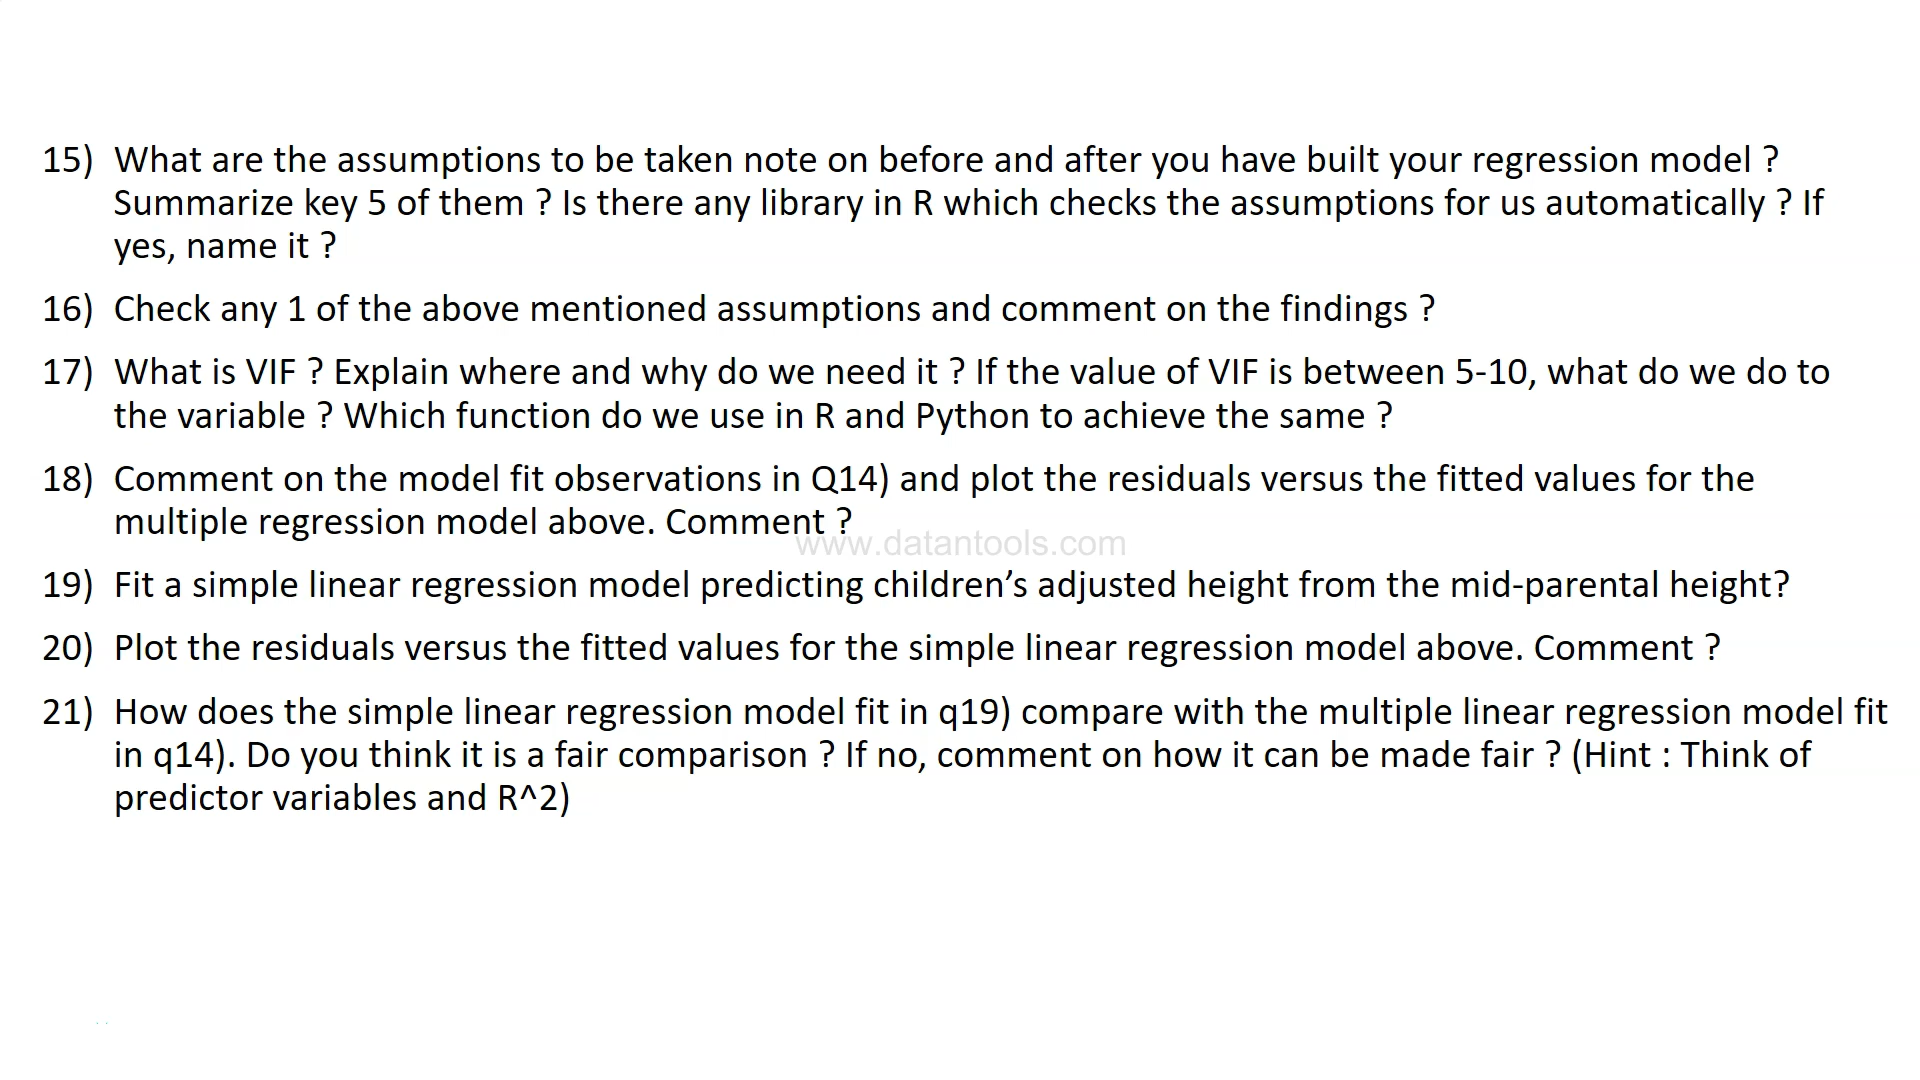 15) What are the assumptions to be taken note on before and after you have built your regression model ?
Summarize key 5 of them ? Is there any library in R which checks the assumptions for us automatically ? If
yes, name it ?
16) Check any 1 of the above mentioned assumptions and comment on the findings ?
17) What is VIF ? Explain where and why do we need it ? If the value of VIF is between 5-10, what do we do to
the variable ? Which function do we use in R and Python to achieve the same ?
18) Comment on the model fit observations in Q14) and plot the residuals versus the fitted values for the
multiple regression model above. Comment ?
www.datantools.com
19) Fit a simple linear regression model predicting children’s adjusted height from the mid-parental height?
20) Plot the residuals versus the fitted values for the simple linear regression model above. Comment ?
21) How does the simple linear regression model fit in q19) compare with the multiple linear regression model fit
in q14). Do you think it is a fair comparison ? If no, comment on how it can be made fair ? (Hint : Think of
predictor variables and R^2)